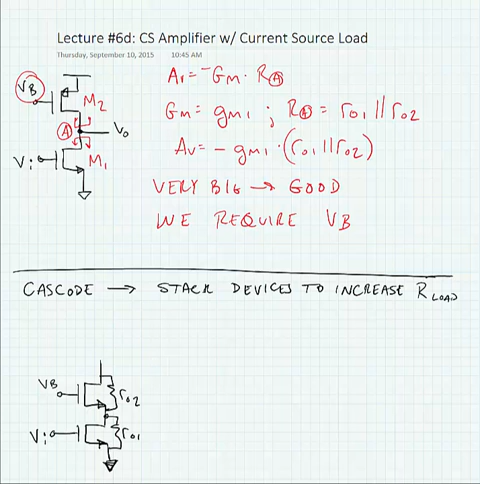 Lecture #6d: CS Amplifier w/ Current Source Load
Thursday, September 10, 2015 10:45 AM
VB
M2
A
Vo
Vi
M1
Av = -Gm · RA
Gm = gm1 ; RA = ro1 || ro2
Av = - gm1 · (ro1 || ro2)
VERY BIG → GOOD
WE REQUIRE VB
CASCODE → STACK DEVICES TO INCREASE RLOAD
VB
ro2
Vi
ro1